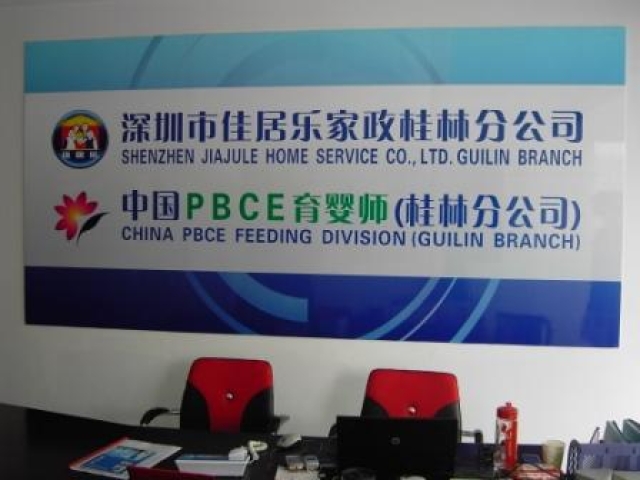 深圳市佳居乐家政桂林分公司
SHENZHEN JIAJULE HOME SERVICE CO., LTD. GUILIN BRANCH
中国PBCE育婴师(桂林分公司)
CHINA PBCE FEEDING DIVISION (GUILIN BRANCH)